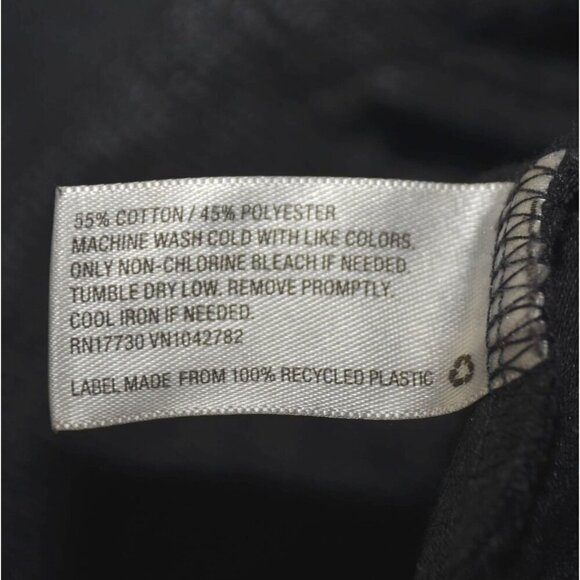 55% COTTON / 45% POLYESTER
MACHINE WASH COLD WITH LIKE COLORS.
ONLY NON-CHLORINE BLEACH IF NEEDED.
TUMBLE DRY LOW. REMOVE PROMPTLY.
COOL IRON IF NEEDED.
RN17730 VN1042782
LABEL MADE FROM 100% RECYCLED PLASTIC